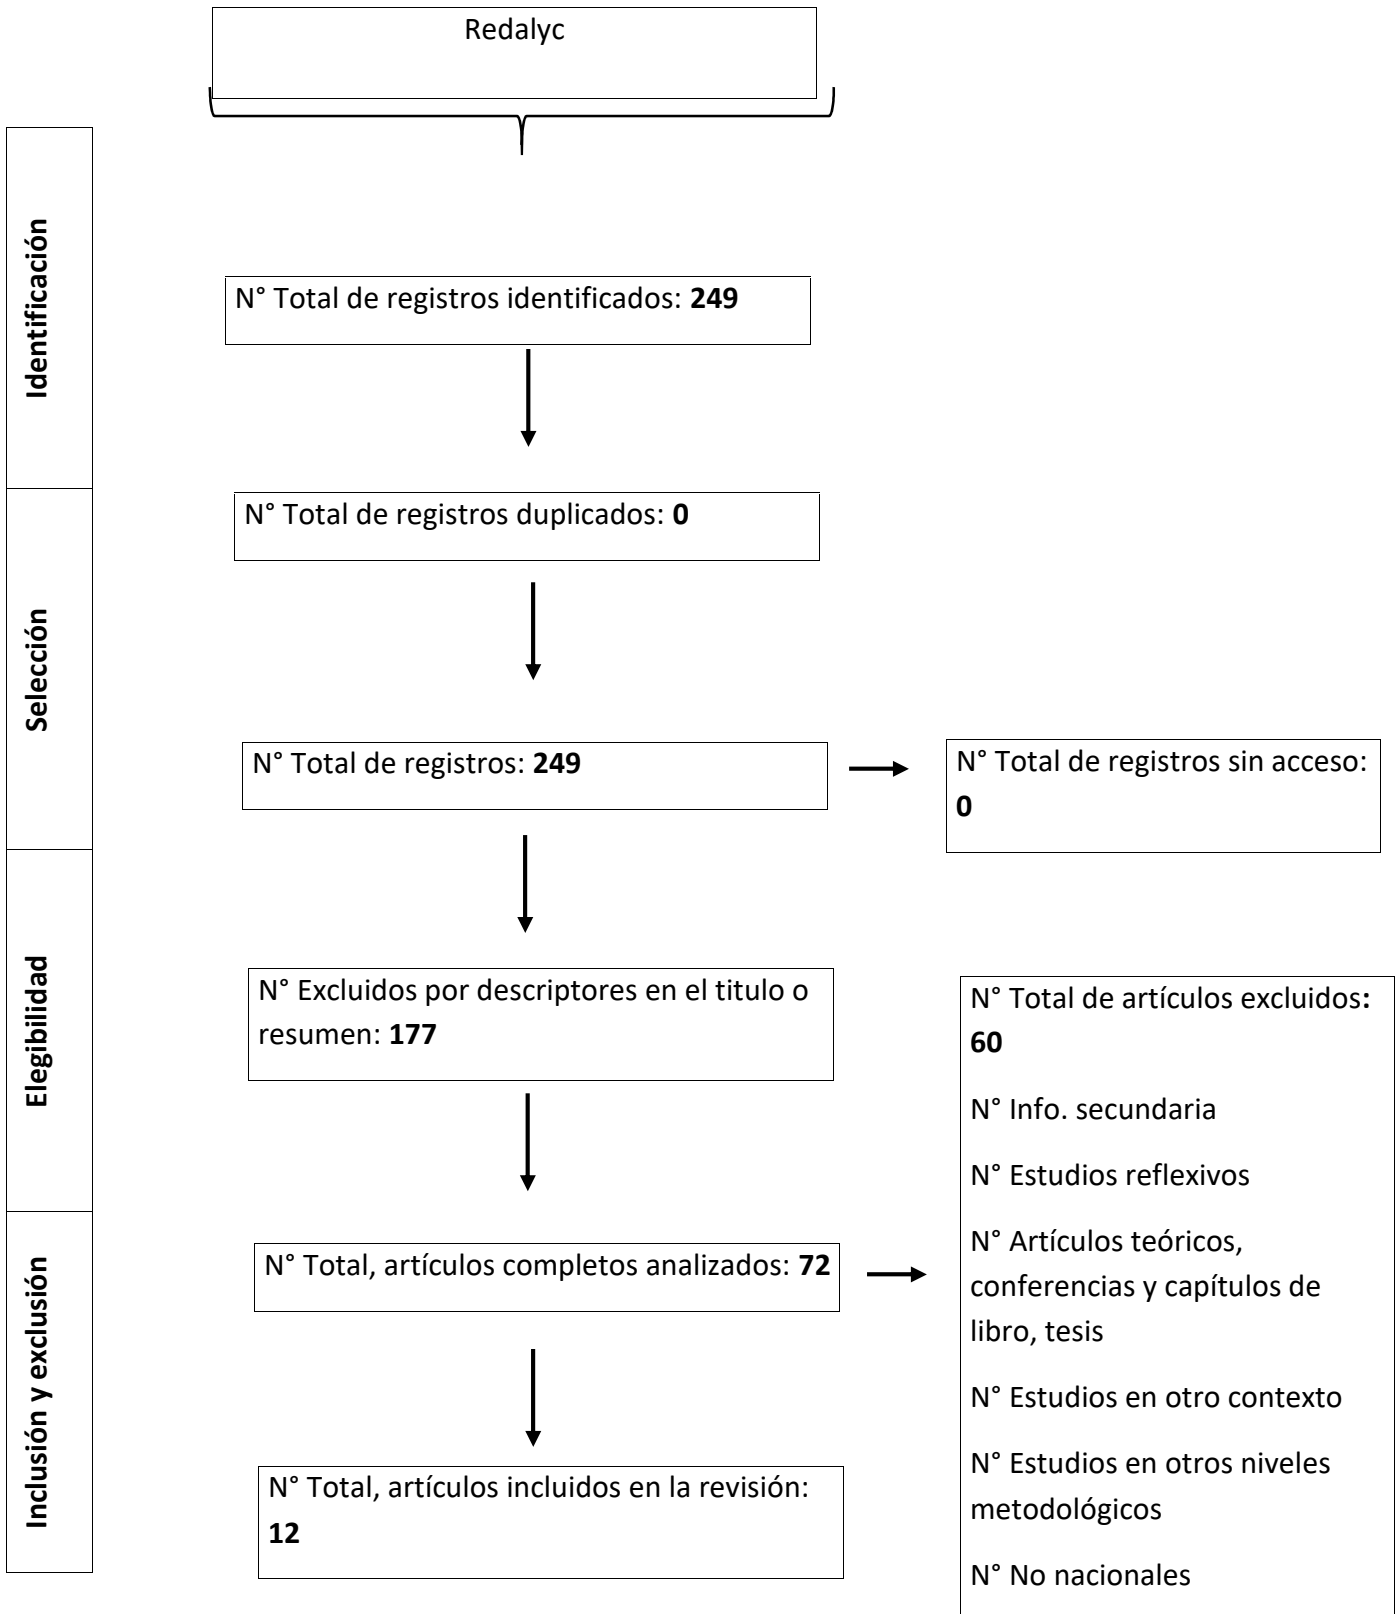 Redalyc
Identificación
N° Total de registros identificados: 249
Selección
N° Total de registros duplicados: 0
N° Total de registros: 249
N° Total de registros sin acceso:
0
Elegibilidad
N° Excluidos por descriptores en el titulo o
resumen: 177
N° Total de artículos excluidos:
60
N° Info. secundaria
N° Estudios reflexivos
N° Artículos teóricos,
conferencias y capítulos de
libro, tesis
N° Estudios en otro contexto
N° Estudios en otros niveles
metodológicos
N° No nacionales
Inclusión y exclusión
N° Total, artículos completos analizados: 72
N° Total, artículos incluidos en la revisión:
12